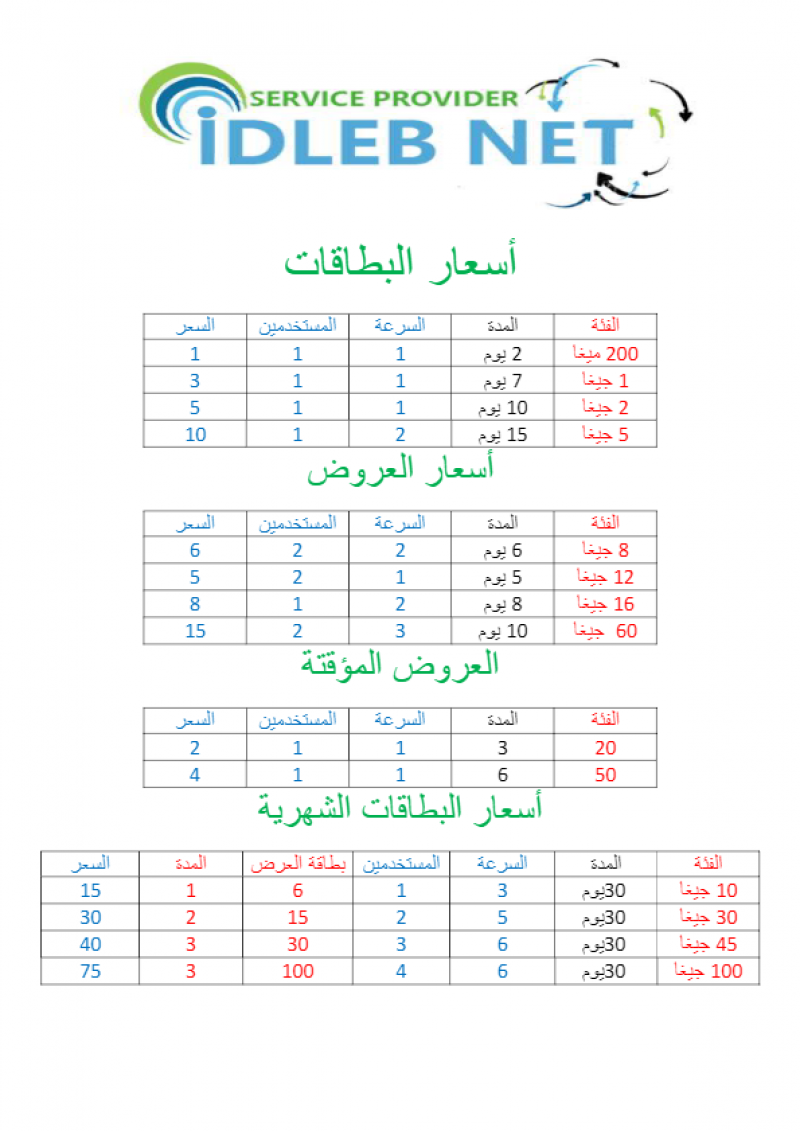 SERVICE PROVIDER
iDLEB NET
أسعار البطاقات
الفئة المدة السرعة المستخدمين السعر
200 ميغا 2 يوم 1 1 1
1 جيغا 7 يوم 1 1 3
2 جيغا 10 يوم 1 1 5
5 جيغا 15 يوم 2 1 10
أسعار العروض
الفئة المدة السرعة المستخدمين السعر
8 جيغا 6 يوم 2 2 6
12 جيغا 5 يوم 1 2 5
16 جيغا 8 يوم 2 1 8
60 جيغا 10 يوم 3 2 15
العروض المؤقتة
الفئة المدة السرعة المستخدمين السعر
20 3 1 1 2
50 6 1 1 4
أسعار البطاقات الشهرية
الفئة المدة السرعة المستخدمين بطاقة العرض المدة السعر
10 جيغا 30يوم 3 1 6 1 15
30 جيغا 30يوم 5 2 15 2 30
45 جيغا 30يوم 6 3 30 3 40
100 جيغا 30يوم 6 4 100 3 75